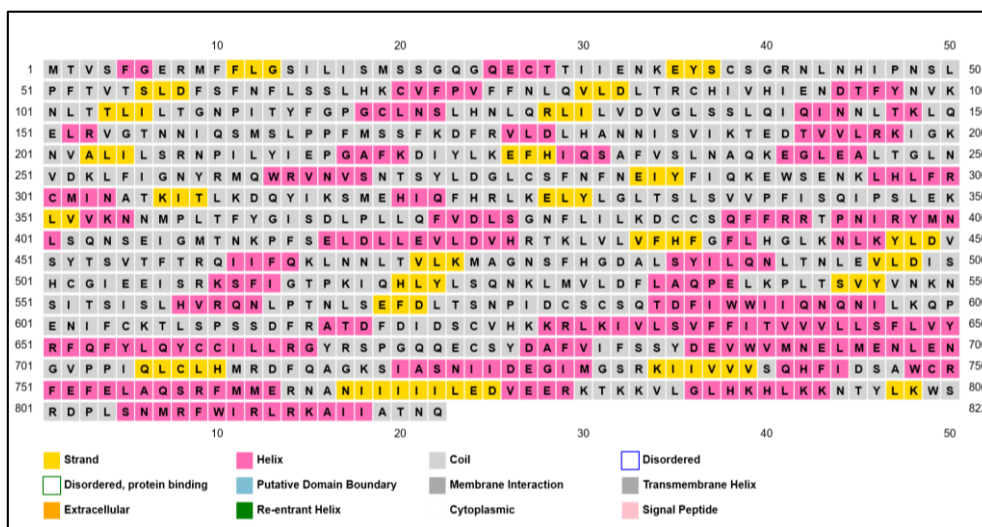 10 20 30 40 50
1 M T V S F G E R M F F L G S I L I S M S S G Q G Q E C T T I I E N K E Y S C S G R N L N H I P N S L 50
51 P F T V T S L D F S F N F L S S L H K C V F P V F F N L Q V L D L T R C H I V H I E N D T F Y N V K 100
101 N L T T L I L T G N P I T Y F G P G C L N S L H N L Q R L I L V D V G L S S L Q I Q I N N L T K L Q 150
151 E L R V G T N N I Q S M S L P P F M S S F K D F R V L D L H A N N I S V I K T E D T V V L R K I G K 200
201 N V A L I L S R N P I L Y I E P G A F K D I Y L K E F H I Q S A F V S L N A Q K E G L E A L T G L N 250
251 V D K L F I G N Y R M Q W R V N V S N T S Y L D G L C S F N F N E I Y F I Q K E W S E N K L H L F R 300
301 C M I N A T K I T L K D Q Y I K S M E H I Q F H R L K E L Y L G L T S L S V V P F I S Q I P S L E K 350
351 L V V K N N M P L T F Y G I S D L P L L Q F V D L S G N F L I L K D C C S Q F F R R T P N I R Y M N 400
401 L S Q N S E I G M T N K P F S E L D L L E V L D V H R T K L V L V F H F G F L H G L K N L K Y L D V 450
451 S Y T S V T F T R Q I I F Q K L N N L T V L K M A G N S F H G D A L S Y I L Q N L T N L E V L D I S 500
501 H C G I E E I S R K S F I G T P K I Q H L Y L S Q N K L M V L D F L A Q P E L K P L T S V Y V N K N 550
551 S I T S I S L H V R Q N L P T N L S E F D L T S N P I D C S C S Q T D F I W W I I Q N Q N I L K Q P 600
601 E N I F C K T L S P S S D F R A T D F D I D S C V H K K R L K I V L S V F F I T V V V L L S F L V Y 650
651 R F Q F Y L Q Y C C I L L R G Y R S P G Q Q E C S Y D A F V I F S S Y D E V W V M N E L M E N L E N 700
701 G V P P I Q L C L H M R D F Q A G K S I A S N I I D E G I M G S R K I I V V V S Q H F I D S A W C R 750
751 F E F E L A Q S R F M M E R N A N I I I I I L E D V E E R K T K K V L G L H K H L K K N T Y L K W S 800
801 R D P L S N M R F W I R L R K A I I A T N Q 822
10 20 30 40 50
Strand Helix Coil Disordered
Disordered, protein binding Putative Domain Boundary Membrane Interaction Transmembrane Helix
Extracellular Re-entrant Helix Cytoplasmic Signal Peptide